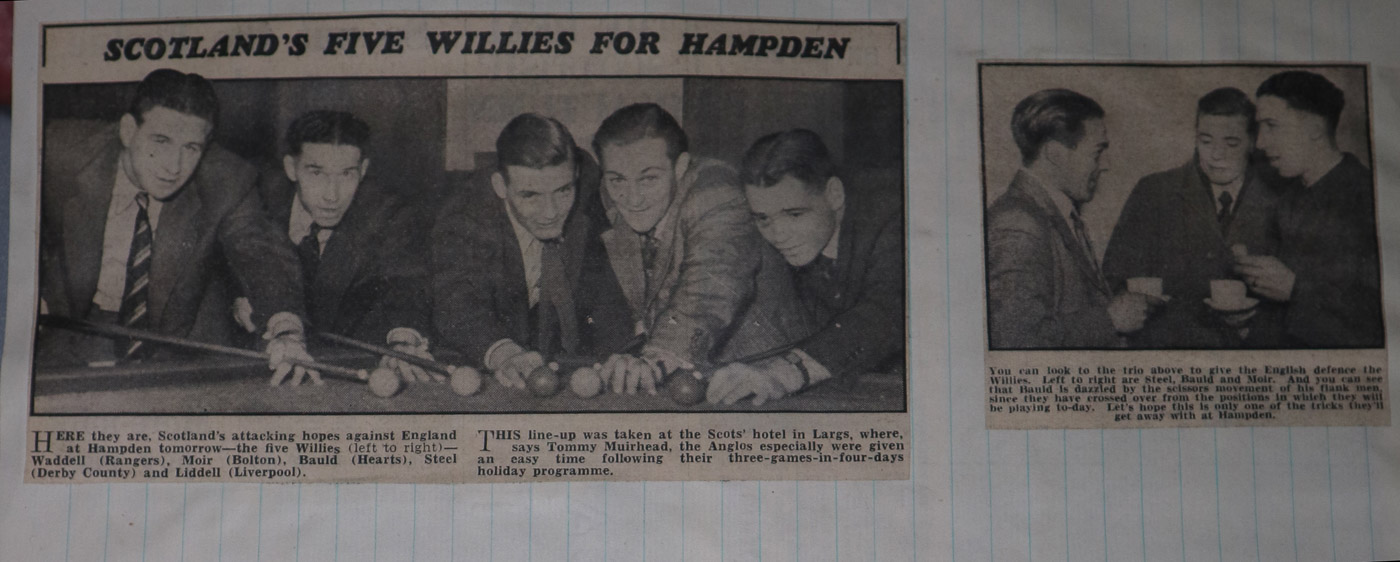 SCOTLAND'S FIVE WILLIES FOR HAMPDEN
HERE they are, Scotland's attacking hopes against England
at Hampden tomorrow—the five Willies (left to right)—
Waddell (Rangers), Moir (Bolton), Bauld (Hearts), Steel
(Derby County) and Liddell (Liverpool).
THIS line-up was taken at the Scots' hotel in Largs, where,
says Tommy Muirhead, the Anglos especially were given
an easy time following their three-games-in-four-days
holiday programme.
You can look to the trio above to give the English defence the
Willies. Left to right are Steel, Bauld and Moir. And you can see
that Bauld is dazzled by the scissors movement of his flank men,
since they have crossed over from the positions in which they will
be playing to-day. Let's hope this is only one of the tricks they'll
get away with at Hampden.